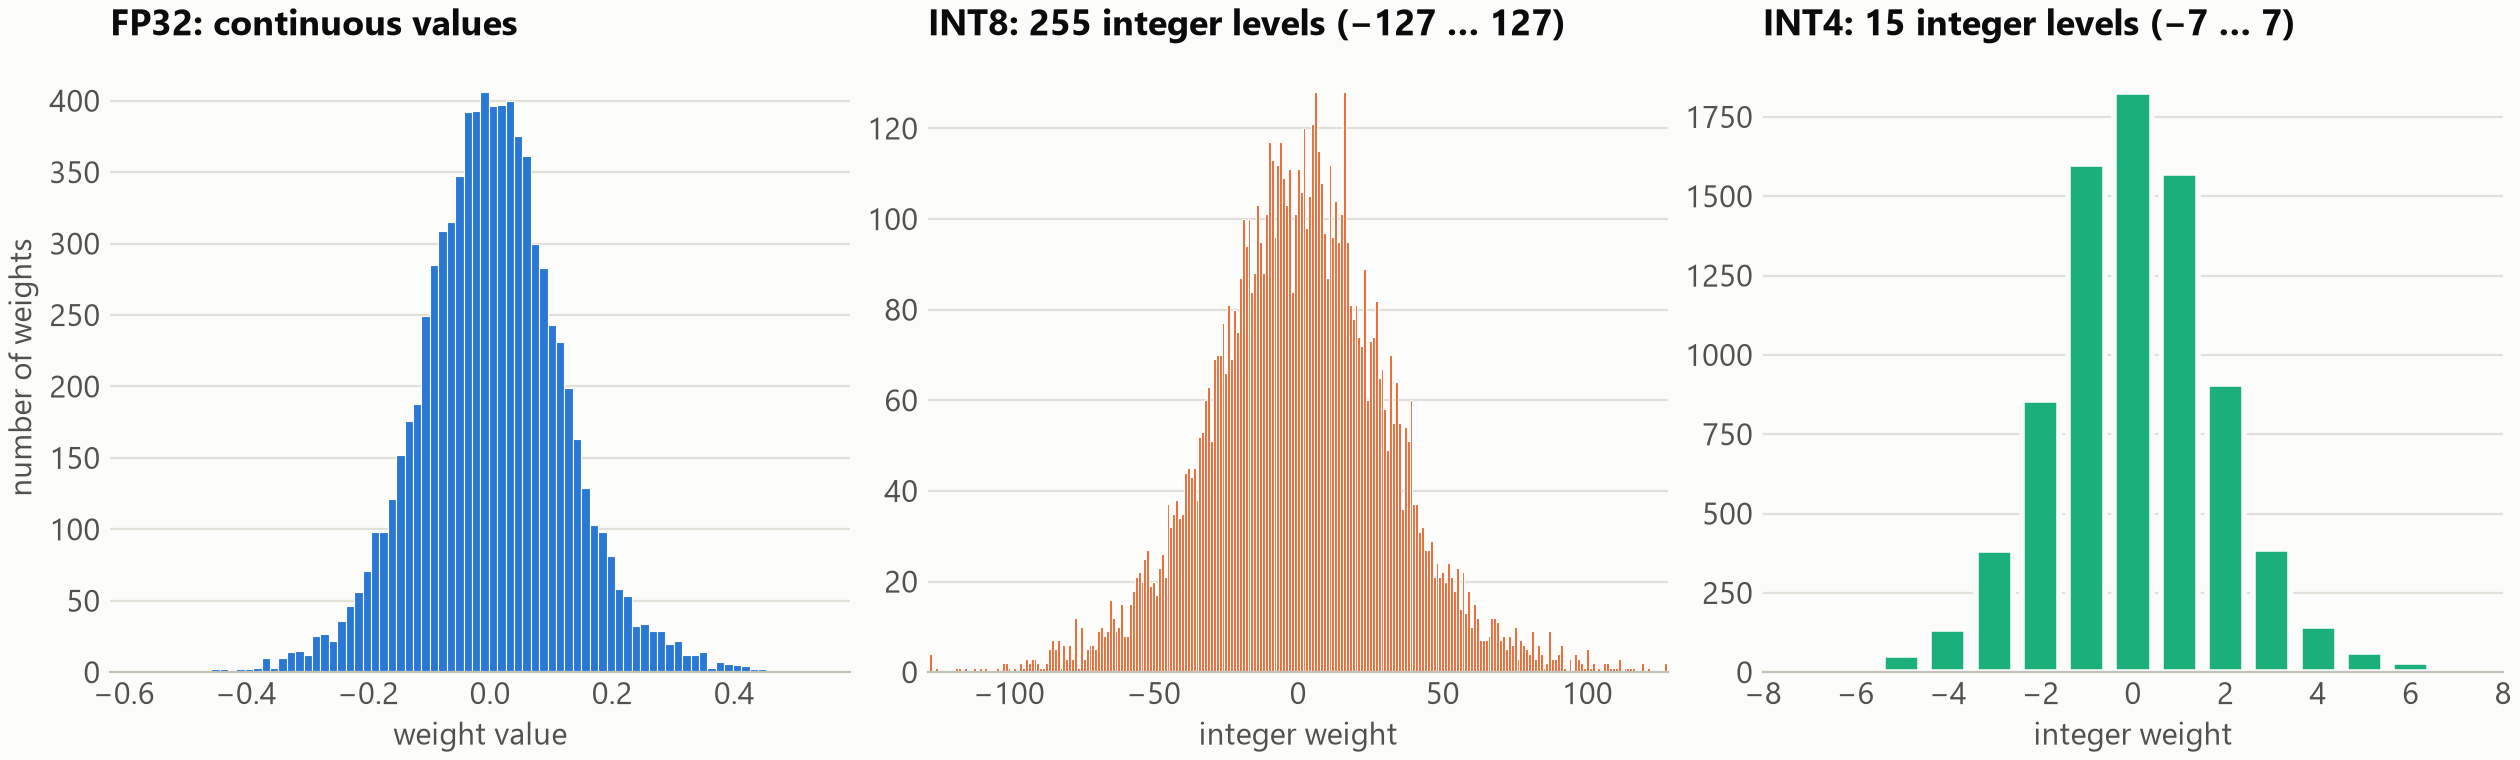 FP32: continuous values
number of weights
400
350
300
250
200
150
100
50
0
−0.6 −0.4 −0.2 0.0 0.2 0.4
weight value
INT8: 255 integer levels (−127 … 127)
120
100
80
60
40
20
0
−100 −50 0 50 100
integer weight
INT4: 15 integer levels (−7 … 7)
1750
1500
1250
1000
750
500
250
0
−8 −6 −4 −2 0 2 4 6 8
integer weight